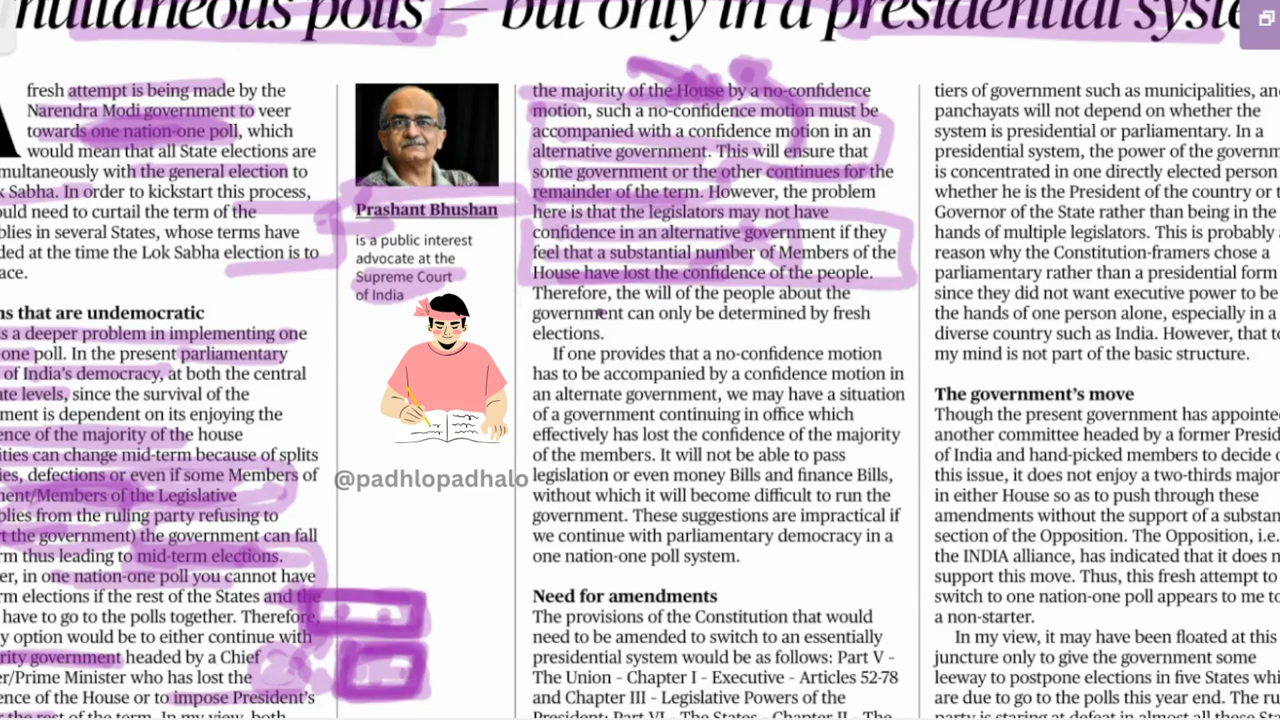 nultaneous polls — but only in a presidential syste
fresh attempt is being made by the
Narendra Modi government to veer
towards one nation-one poll, which
would mean that all State elections are
multaneously with the general election to
k Sabha. In order to kickstart this process,
ould need to curtail the term of the
blies in several States, whose terms have
ded at the time the Lok Sabha election is to
ace.
ns that are undemocratic
s a deeper problem in implementing one
-one poll. In the present parliamentary
of India's democracy, at both the central
ate levels, since the survival of the
ment is dependent on its enjoying the
ence of the majority of the house
ities can change mid-term because of splits
ies, defections or even if some Members of
ment/Members of the Legislative
blies from the ruling party refusing to
rt the government) the government can fall
rm thus leading to mid-term elections.
er, in one nation-one poll you cannot have
rm elections if the rest of the States and the
have to go to the polls together. Therefore,
y option would be to either continue with
rity government headed by a Chief
er/Prime Minister who has lost the
ence of the House or to impose President's
r the rest of the term. In my view, both
Prashant Bhushan
is a public interest
advocate at the
Supreme Court
of India
@padhlopadhalo
the majority of the House by a no-confidence
motion, such a no-confidence motion must be
accompanied with a confidence motion in an
alternative government. This will ensure that
some government or the other continues for the
remainder of the term. However, the problem
here is that the legislators may not have
confidence in an alternative government if they
feel that a substantial number of Members of the
House have lost the confidence of the people.
Therefore, the will of the people about the
government can only be determined by fresh
elections.
If one provides that a no-confidence motion
has to be accompanied by a confidence motion in
an alternate government, we may have a situation
of a government continuing in office which
effectively has lost the confidence of the majority
of the members. It will not be able to pass
legislation or even money Bills and finance Bills,
without which it will become difficult to run the
government. These suggestions are impractical if
we continue with parliamentary democracy in a
one nation-one poll system.
Need for amendments
The provisions of the Constitution that would
need to be amended to switch to an essentially
presidential system would be as follows: Part V -
The Union - Chapter I - Executive - Articles 52-78
and Chapter III - Legislative Powers of the
President; Part VI - The States - Chapter II - The
tiers of government such as municipalities, and
panchayats will not depend on whether the
system is presidential or parliamentary. In a
presidential system, the power of the governm
is concentrated in one directly elected person
whether he is the President of the country or t
Governor of the State rather than being in the
hands of multiple legislators. This is probably
reason why the Constitution-framers chose a
parliamentary rather than a presidential form
since they did not want executive power to be
the hands of one person alone, especially in a
diverse country such as India. However, that to
my mind is not part of the basic structure.
The government's move
Though the present government has appointe
another committee headed by a former Presid
of India and hand-picked members to decide o
this issue, it does not enjoy a two-thirds major
in either House so as to push through these
amendments without the support of a substan
section of the Opposition. The Opposition, i.e.
the INDIA alliance, has indicated that it does n
support this move. Thus, this fresh attempt to
switch to one nation-one poll appears to me to
a non-starter.
In my view, it may have been floated at this
juncture only to give the government some
leeway to postpone elections in five States whi
are due to go to the polls this year end. The ru
party is staring at defeat in almost all these Sta